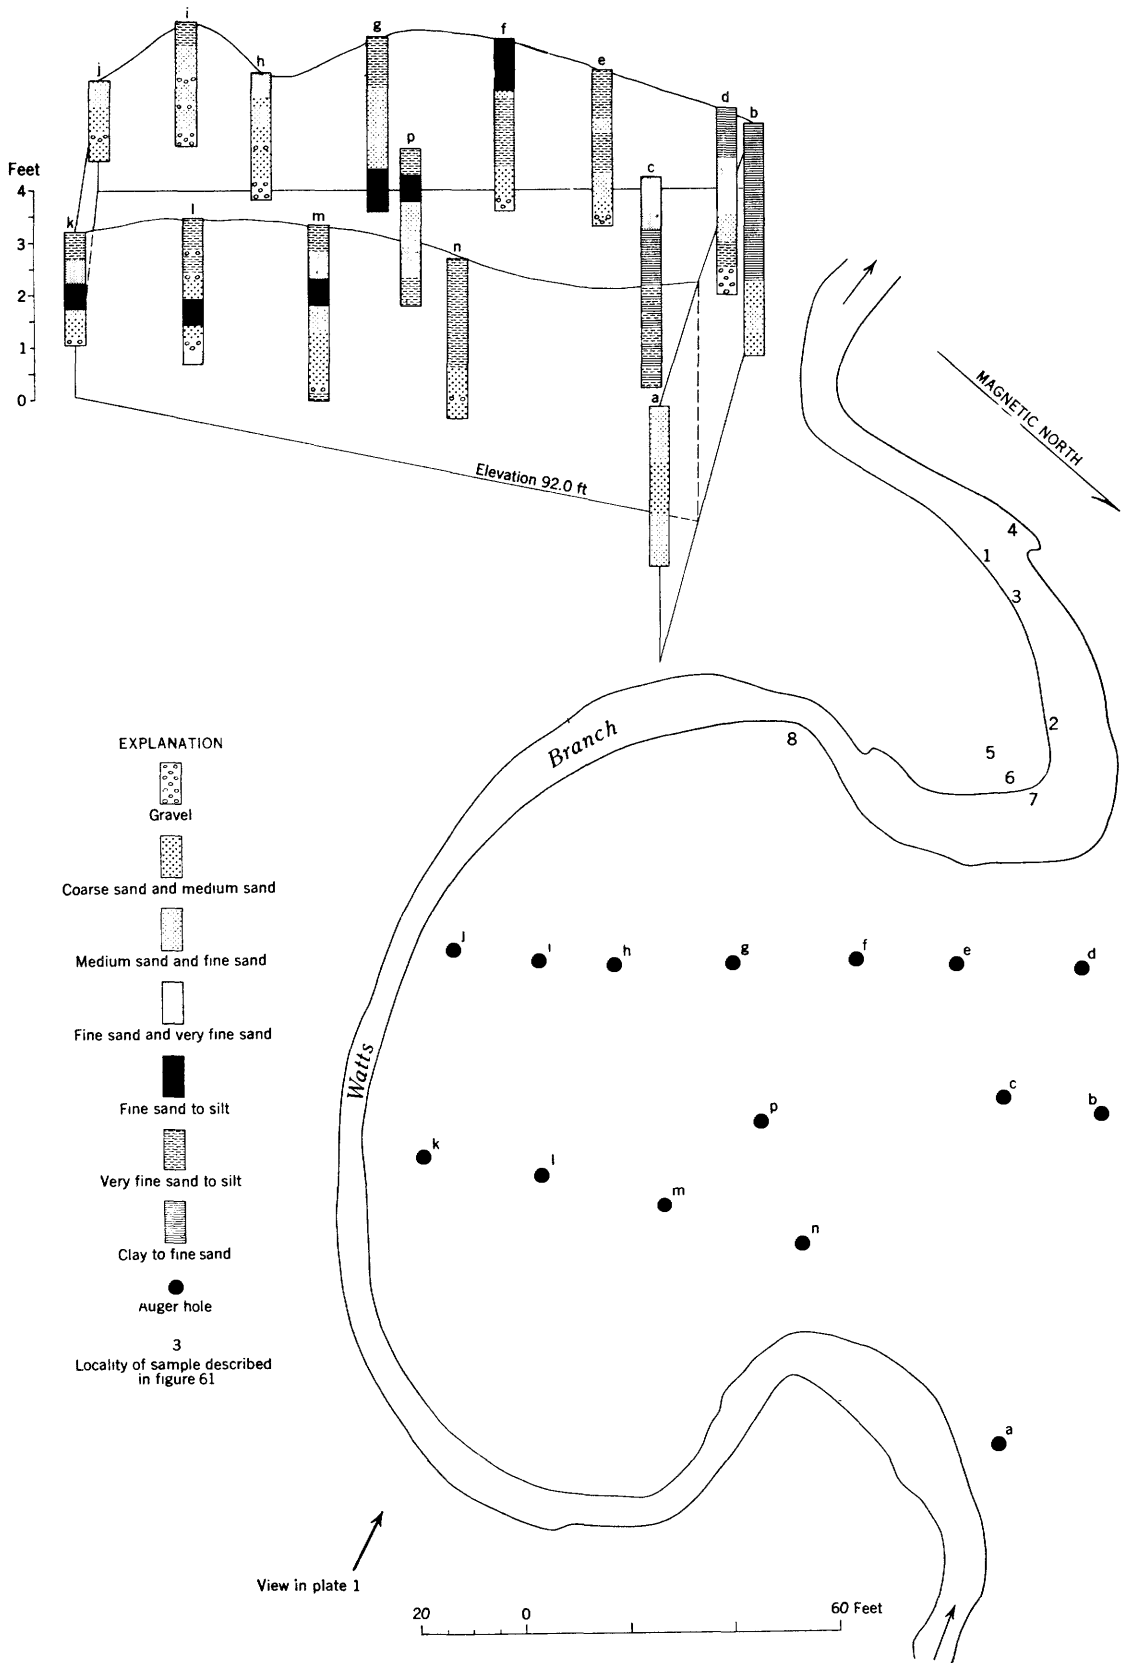 i
g
f
h
e
j
d
b
p
c
Feet
4
k
l
m
3
n
2
1
0
a
Elevation 92.0 ft
MAGNETIC NORTH
4
1
3
2
5
6
7
8
Branch
EXPLANATION
Gravel
Coarse sand and medium sand
Medium sand and fine sand
Fine sand and very fine sand
Fine sand to silt
Very fine sand to silt
Clay to fine sand
Auger hole
3
Locality of sample described
in figure 61
j
i
h
g
f
e
d
Watts
c
b
p
k
l
m
n
a
View in plate 1
20 0 60 Feet